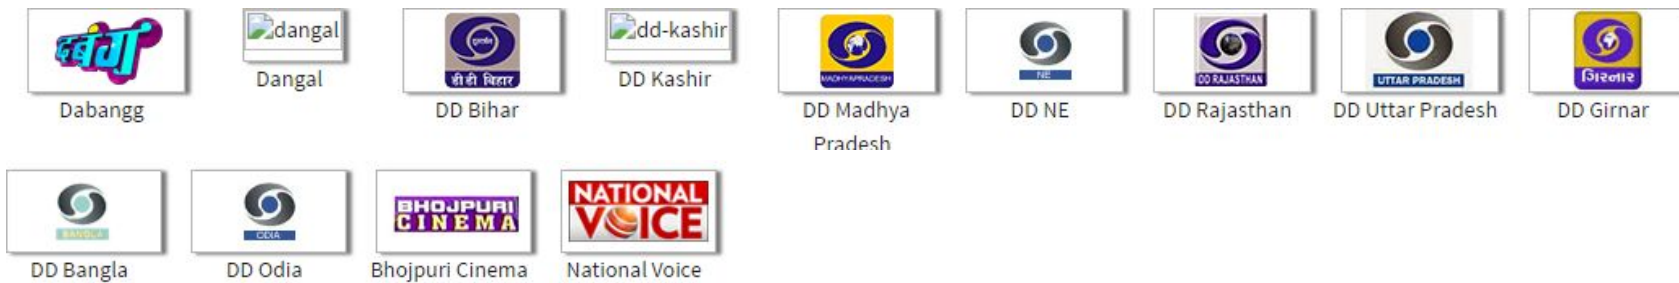 दबंग
Dabangg
dangal
Dangal
डी डी बिहार
DD Bihar
dd-kashir
DD Kashir
MADHYAPRADESH
DD Madhya
Pradesh
NE
DD NE
DD RAJASTHAN
DD Rajasthan
UTTAR PRADESH
DD Uttar Pradesh
ગિરનાર
DD Girnar
BANGLA
DD Bangla
ODIA
DD Odia
BHOJPURI
CINEMA
Bhojpuri Cinema
NATIONAL
VOICE
National Voice